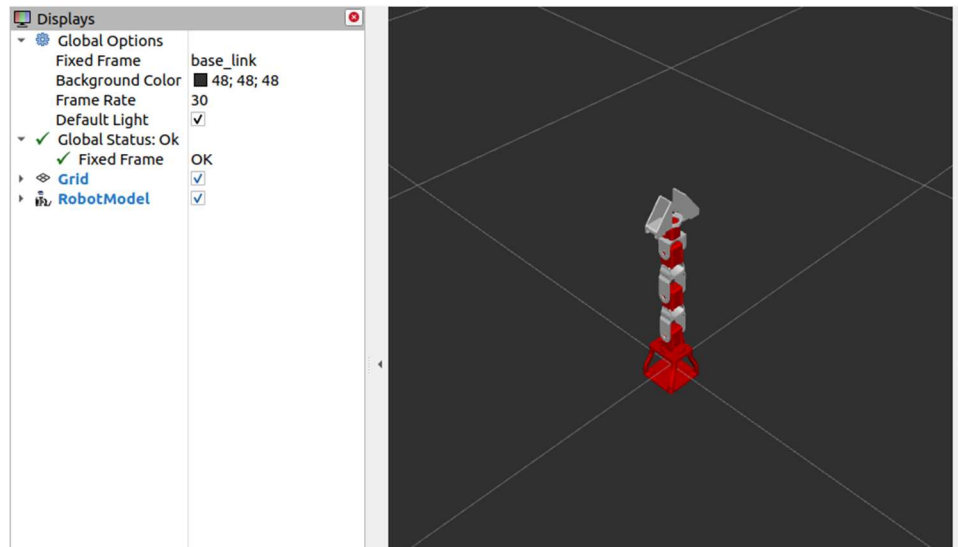 Displays
Global Options
Fixed Frame base_link
Background Color 48; 48; 48
Frame Rate 30
Default Light
Global Status: Ok
Fixed Frame OK
Grid
RobotModel